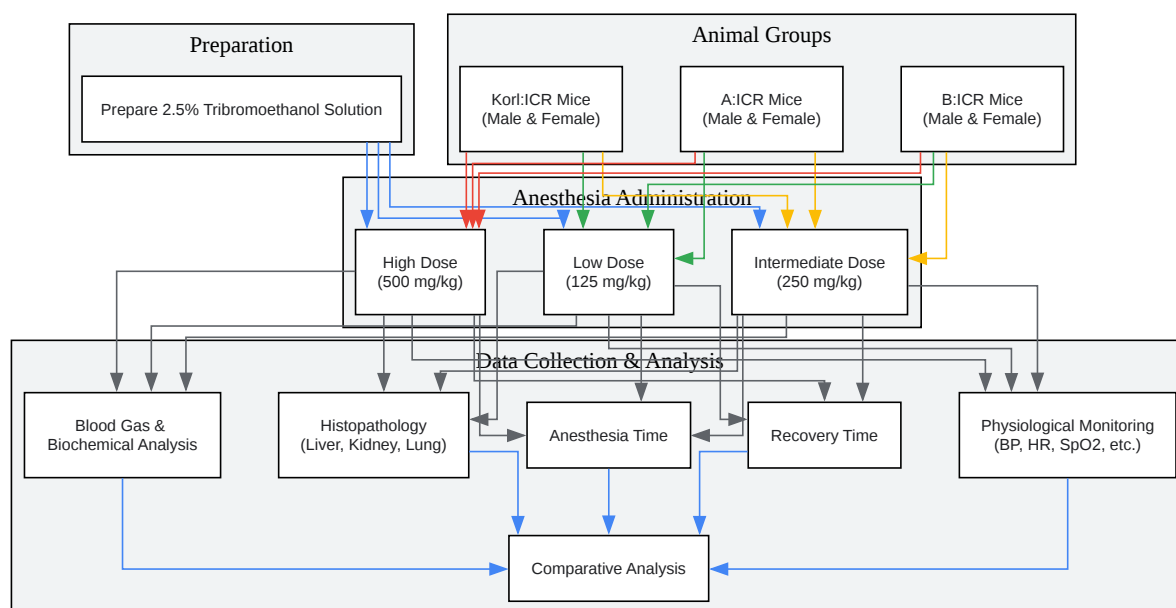 Preparation
Prepare 2.5% Tribromoethanol Solution
Animal Groups
Korl:ICR Mice
(Male & Female)
A:ICR Mice
(Male & Female)
B:ICR Mice
(Male & Female)
Anesthesia Administration
High Dose
(500 mg/kg)
Low Dose
(125 mg/kg)
Intermediate Dose
(250 mg/kg)
Data Collection & Analysis
Blood Gas &
Biochemical Analysis
Histopathology
(Liver, Kidney, Lung)
Anesthesia Time
Recovery Time
Physiological Monitoring
(BP, HR, SpO2, etc.)
Comparative Analysis